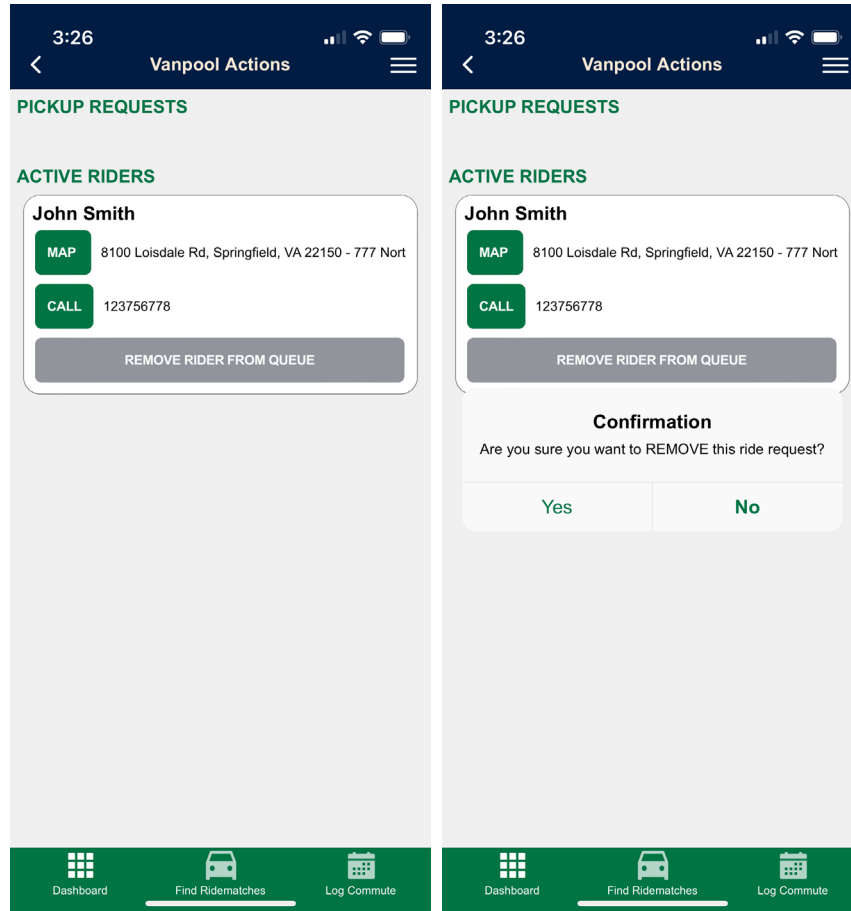 3:26
Vanpool Actions
PICKUP REQUESTS
ACTIVE RIDERS
John Smith
MAP 8100 Loisdale Rd, Springfield, VA 22150 - 777 Nort
CALL 123756778
REMOVE RIDER FROM QUEUE
Dashboard Find Ridematches Log Commute
3:26
Vanpool Actions
PICKUP REQUESTS
ACTIVE RIDERS
John Smith
MAP 8100 Loisdale Rd, Springfield, VA 22150 - 777 Nort
CALL 123756778
REMOVE RIDER FROM QUEUE
Confirmation
Are you sure you want to REMOVE this ride request?
Yes No
Dashboard Find Ridematches Log Commute